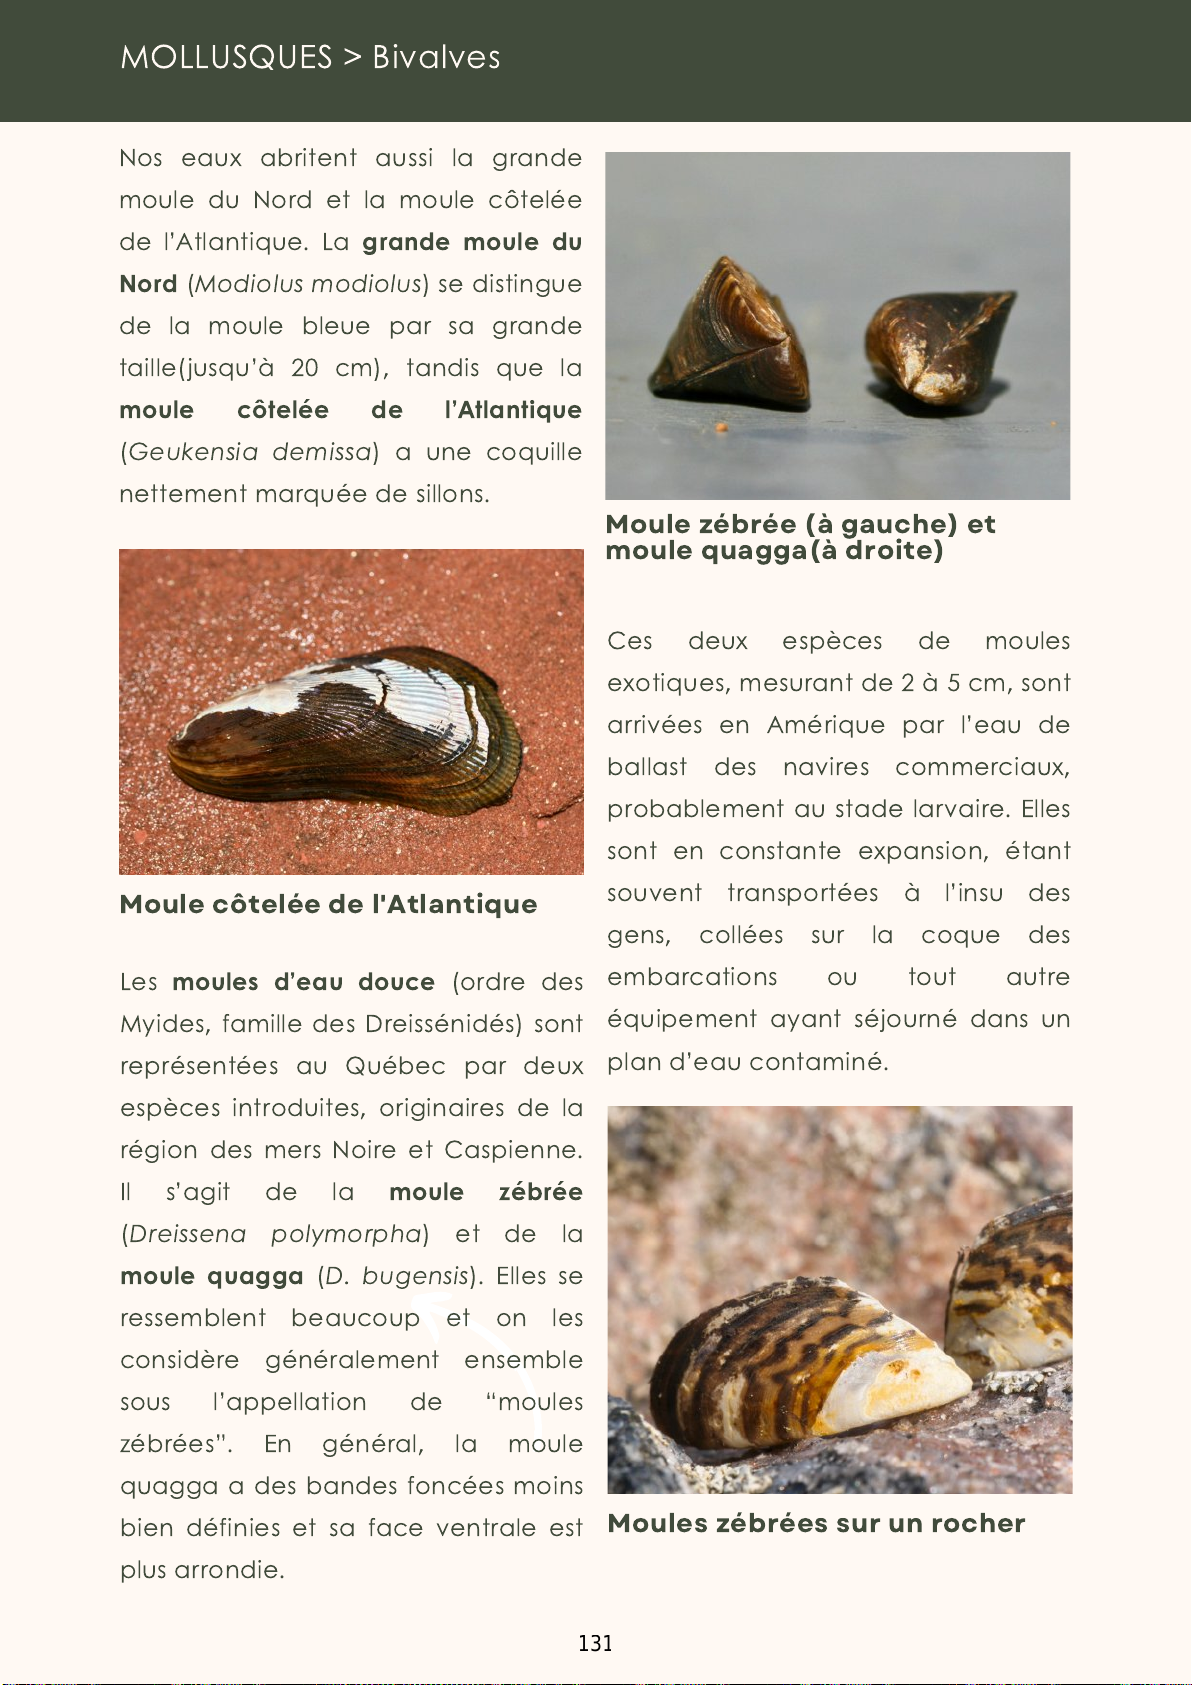 MOLLUSQUES > Bivalves
Nos eaux abritent aussi la grande
moule du Nord et la moule côtelée
de l'Atlantique. La grande moule du
Nord (Modiolus modiolus) se distingue
de la moule bleue par sa grande
taille(jusqu'à 20 cm), tandis que la
moule côtelée de l'Atlantique
(Geukensia demissa) a une coquille
nettement marquée de sillons.
Moule côtelée de l'Atlantique
Les moules d'eau douce (ordre des
Myides, famille des Dreissénidés) sont
représentées au Québec par deux
espèces introduites, originaires de la
région des mers Noire et Caspienne.
Il s'agit de la moule zébrée
(Dreissena polymorpha) et de la
moule quagga (D. bugensis). Elles se
ressemblent beaucoup et on les
considère généralement ensemble
sous l'appellation de “moules
zébrées”. En général, la moule
quagga a des bandes foncées moins
bien définies et sa face ventrale est
plus arrondie.
Moule zébrée (à gauche) et
moule quagga(à droite)
Ces deux espèces de moules
exotiques, mesurant de 2 à 5 cm, sont
arrivées en Amérique par l'eau de
ballast des navires commerciaux,
probablement au stade larvaire. Elles
sont en constante expansion, étant
souvent transportées à l'insu des
gens, collées sur la coque des
embarcations ou tout autre
équipement ayant séjourné dans un
plan d'eau contaminé.
Moules zébrées sur un rocher
131